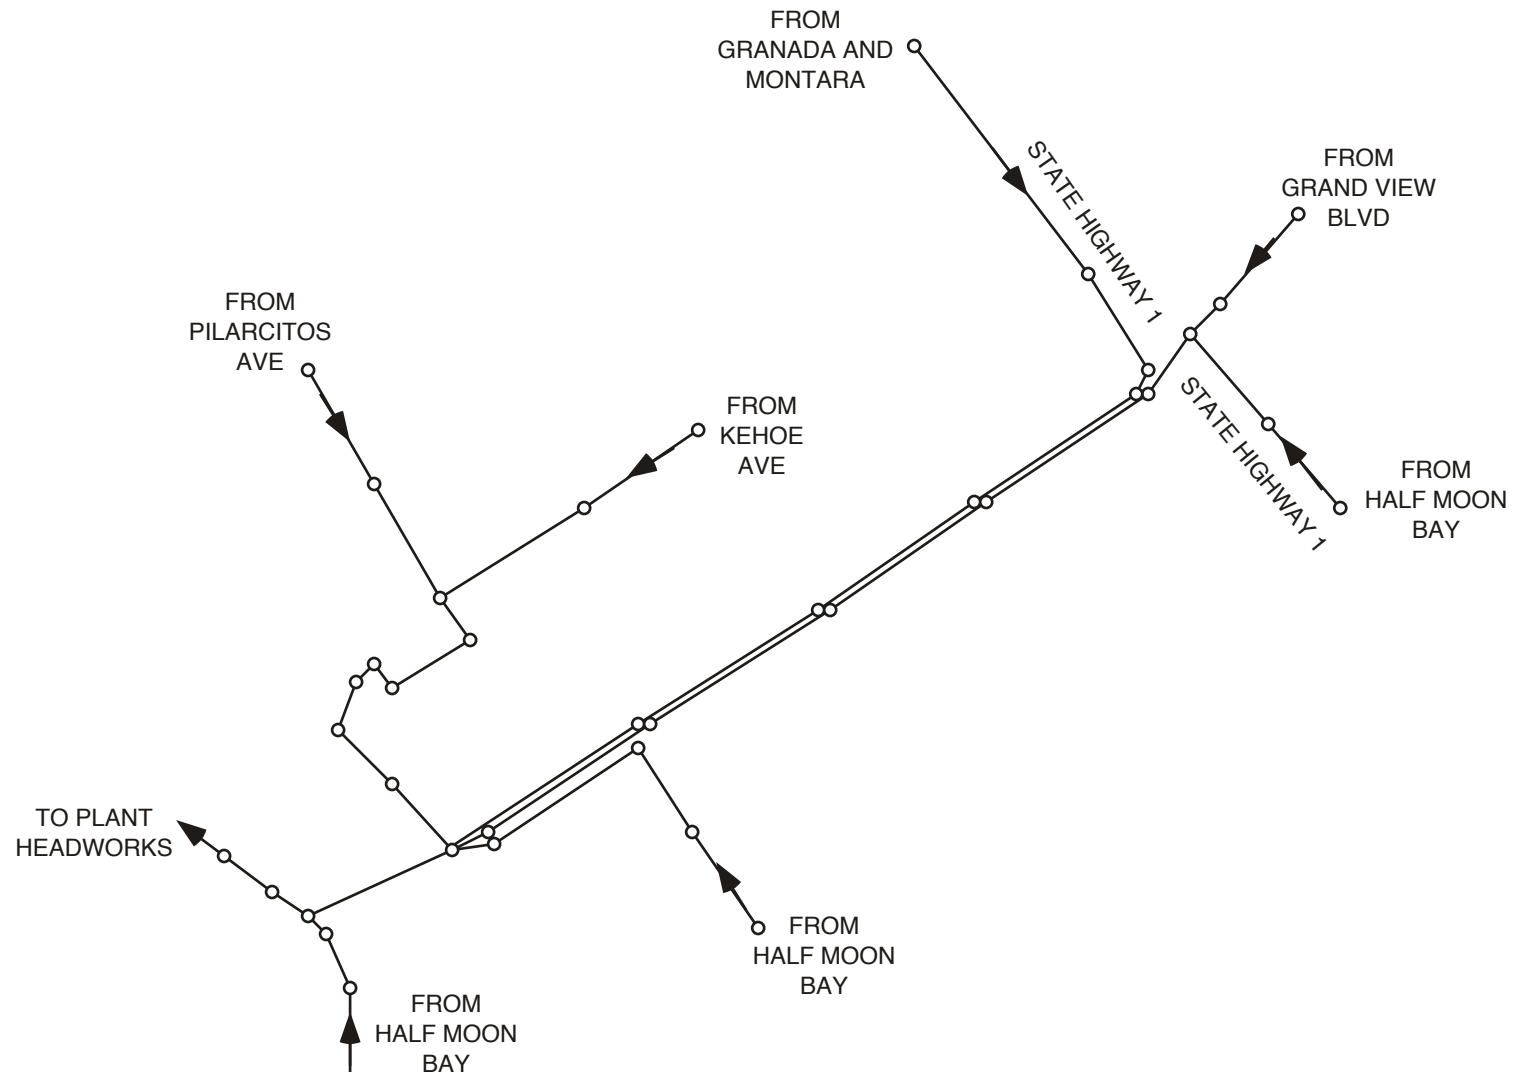 FROM
GRANADA AND
MONTARA
STATE HIGHWAY 1
FROM
GRAND VIEW
BLVD
FROM
PILARCITOS
AVE
FROM
KEHOE
AVE
STATE HIGHWAY 1
FROM
HALF MOON
BAY
TO PLANT
HEADWORKS
FROM
HALF MOON
BAY
FROM
HALF MOON
BAY